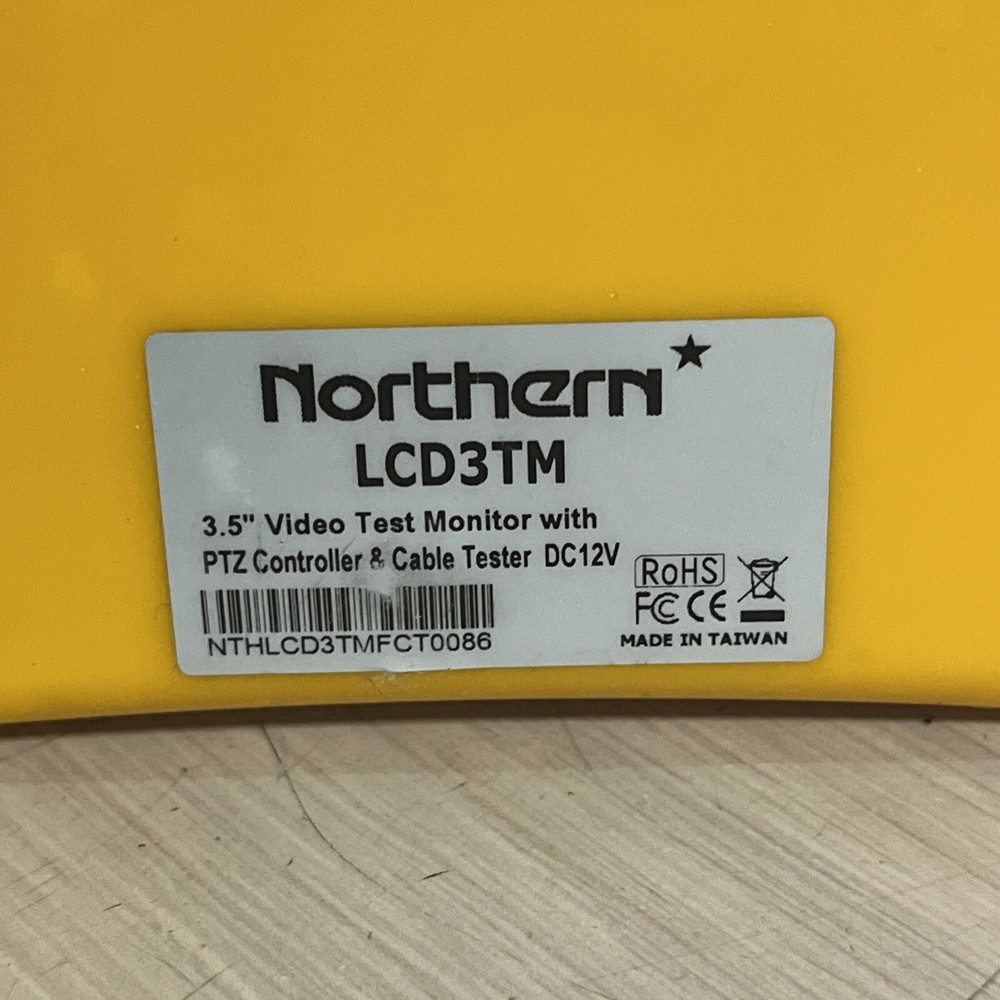 Northern
LCD3TM
3.5" Video Test Monitor with
PTZ Controller & Cable Tester DC12V
RoHS
FC CE
NTHLCD3TMFCT0086
MADE IN TAIWAN